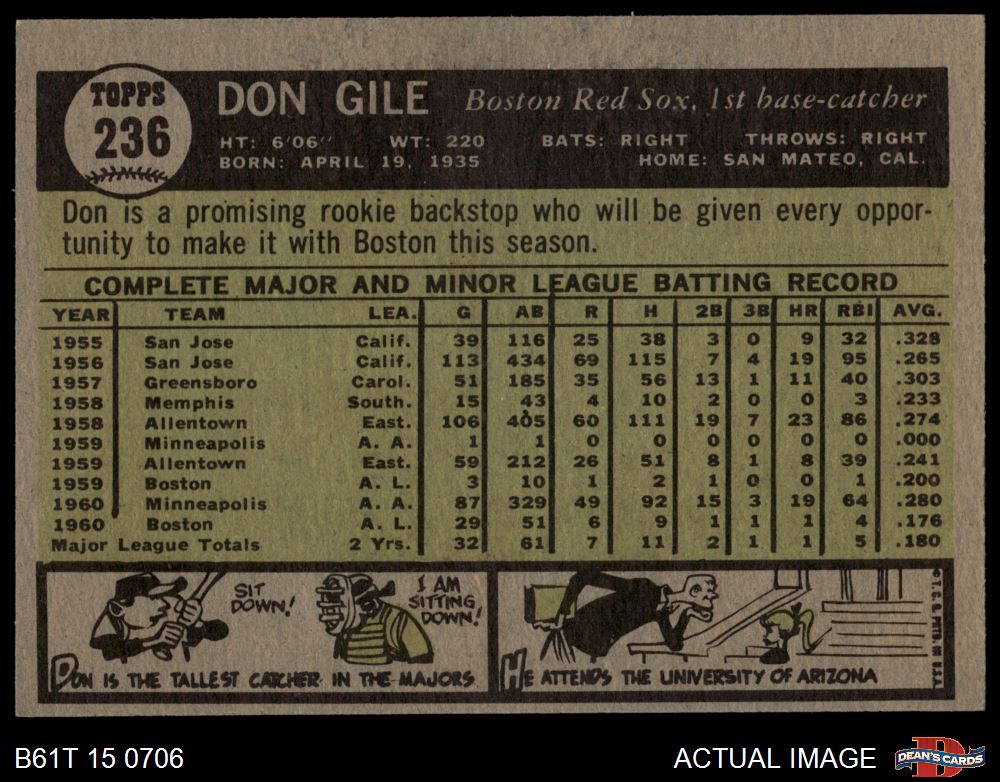 TOPPS
236
DON GILE Boston Red Sox, 1st base-catcher
HT: 6'06" WT: 220 BATS: RIGHT THROWS: RIGHT
BORN: APRIL 19, 1935 HOME: SAN MATEO, CAL.
Don is a promising rookie backstop who will be given every oppor-
tunity to make it with Boston this season.
COMPLETE MAJOR AND MINOR LEAGUE BATTING RECORD
YEAR TEAM LEA. G AB R H 2B 3B HR RBI AVG.
1955 San Jose Calif. 39 116 25 38 3 0 9 32 .328
1956 San Jose Calif. 113 434 69 115 7 4 19 95 .265
1957 Greensboro Carol. 51 185 35 56 13 1 11 40 .303
1958 Memphis South. 15 43 4 10 2 0 0 3 .233
1958 Allentown East. 106 405 60 111 19 7 23 86 .274
1959 Minneapolis A. A. 1 1 0 0 0 0 0 0 .000
1959 Allentown East. 59 212 26 51 8 1 8 39 .241
1959 Boston A. L. 3 10 1 2 1 0 0 1 .200
1960 Minneapolis A. A. 87 329 49 92 15 3 19 64 .280
1960 Boston A. L. 29 51 6 9 1 1 1 4 .176
Major League Totals 2 Yrs. 32 61 7 11 2 1 1 5 .180
SIT
DOWN!
I AM
SITTING
DOWN!
DON IS THE TALLEST CATCHER IN THE MAJORS
HE ATTENDS THE UNIVERSITY OF ARIZONA
© T.C.G. PRTD. IN U.S.A.
B61T 15 0706
ACTUAL IMAGE
DEAN'S CARDS